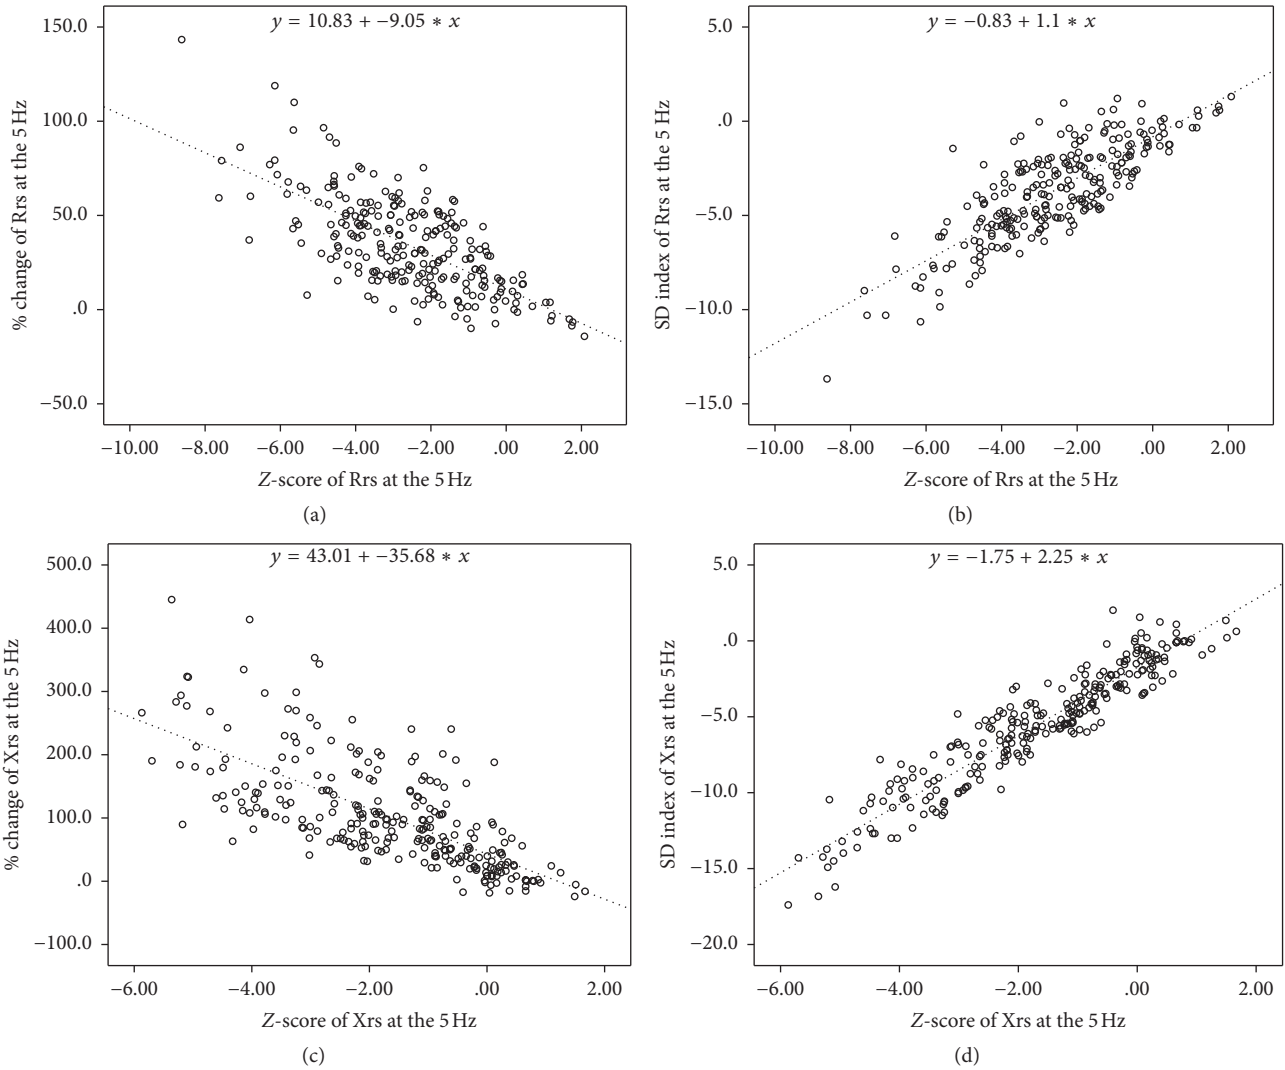 y = 10.83 + −9.05 ∗ x
150.0
100.0
50.0
.0
−50.0
% change of Rrs at the 5 Hz
−10.00 −8.00 −6.00 −4.00 −2.00 .00 2.00
Z-score of Rrs at the 5 Hz
(a)
y = −0.83 + 1.1 ∗ x
5.0
.0
−5.0
−10.0
−15.0
SD index of Rrs at the 5 Hz
−10.00 −8.00 −6.00 −4.00 −2.00 .00 2.00
Z-score of Rrs at the 5 Hz
(b)
y = 43.01 + −35.68 ∗ x
500.0
400.0
300.0
200.0
100.0
.0
−100.0
% change of Xrs at the 5 Hz
−6.00 −4.00 −2.00 .00 2.00
Z-score of Xrs at the 5 Hz
(c)
y = −1.75 + 2.25 ∗ x
5.0
.0
−5.0
−10.0
−15.0
−20.0
SD index of Xrs at the 5 Hz
−6.00 −4.00 −2.00 .00 2.00
Z-score of Xrs at the 5 Hz
(d)